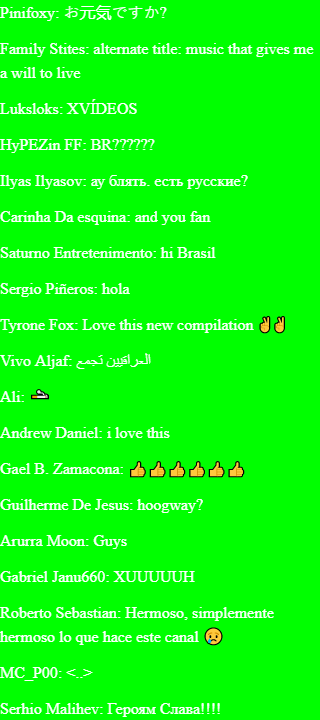 Pinifoxy: お元気ですか?
Family Stites: alternate title: music that gives me
a will to live
Luksloks: XVÍDEOS
HyPEZin FF: BR??????
Ilyas Ilyasov: ау блять. есть русские?
Carinha Da esquina: and you fan
Saturno Entretenimento: hi Brasil
Sergio Piñeros: hola
Tyrone Fox: Love this new compilation ✌✌
Vivo Aljaf: العراقيين تجمع
Ali:
Andrew Daniel: i love this
Gael B. Zamacona: 👍👍👍👍👍👍
Guilherme De Jesus: hoogway?
Arurra Moon: Guys
Gabriel Janu660: XUUUUUH
Roberto Sebastian: Hermoso, simplemente
hermoso lo que hace este canal 😢
MC_P00: <..>
Serhio Malihev: Героям Слава!!!!